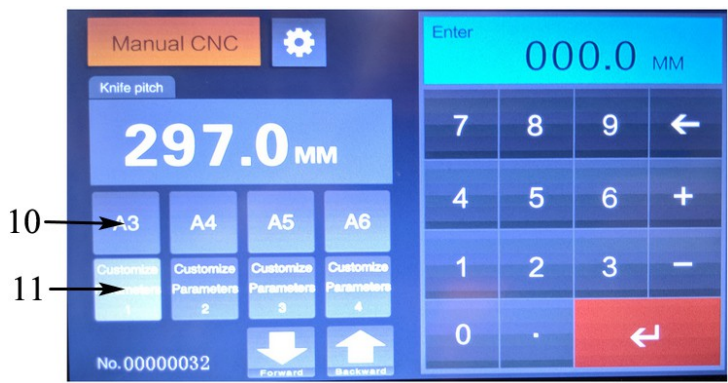 Manual CNC
Enter
000.0 MM
Knife pitch
297.0 MM
7 8 9 ←
10
A3 A4 A5 A6
4 5 6 +
11
Customize Parameters 1
Customize Parameters 2
Customize Parameters 3
Customize Parameters 4
1 2 3 −
0 .
No.00000032
Forward
Backward